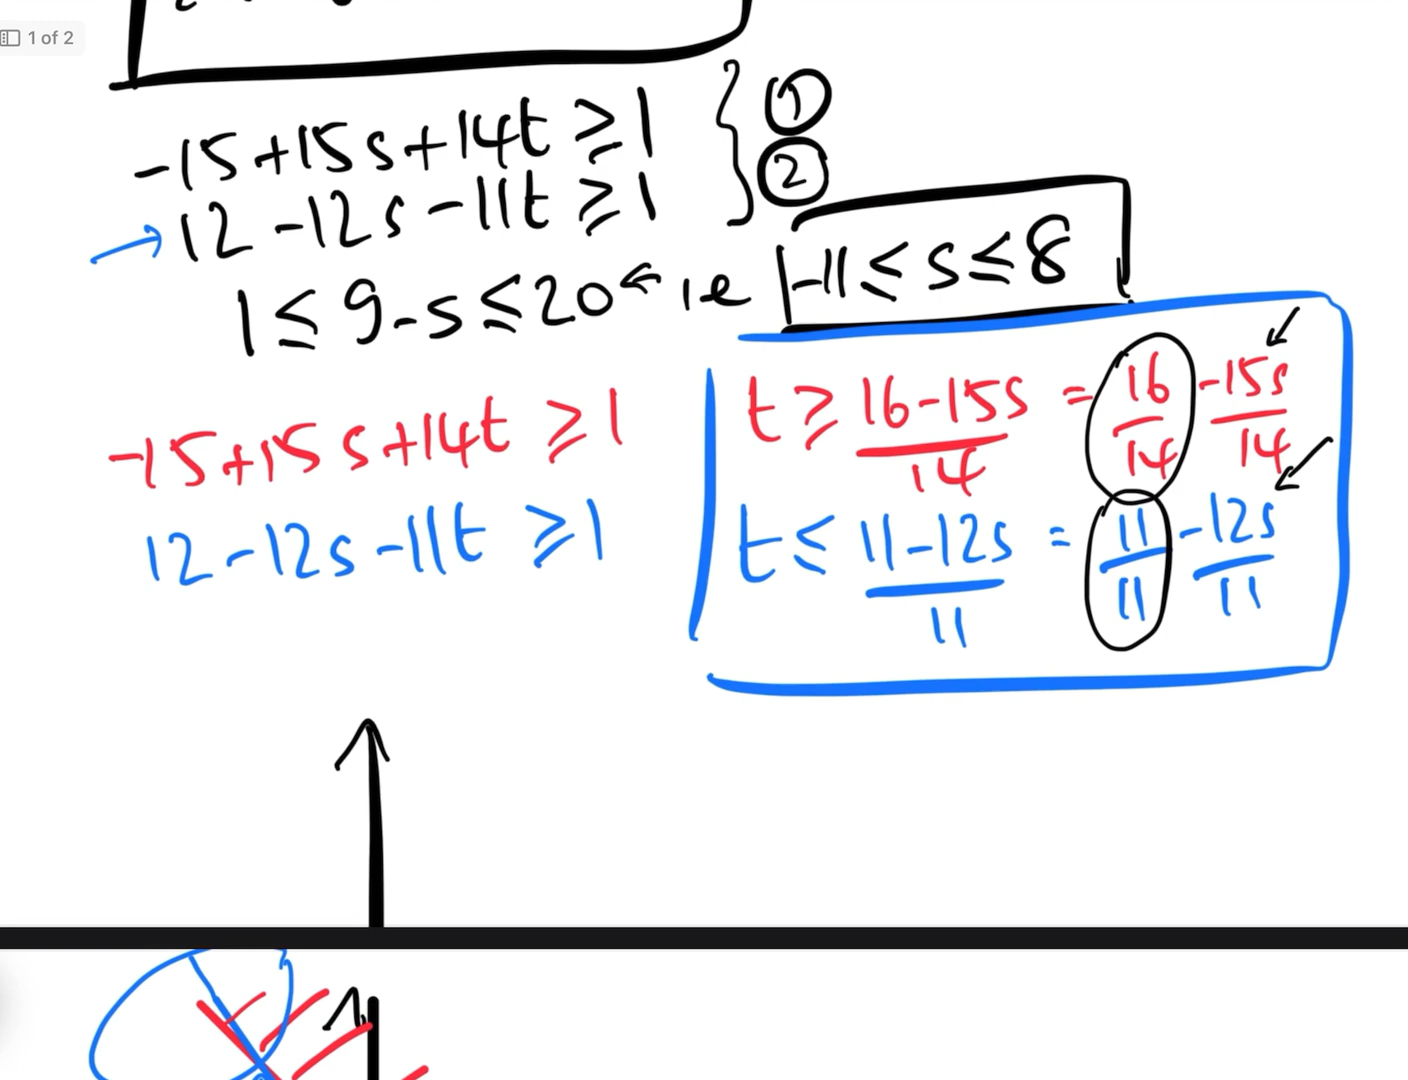 1 of 2
-15+15s+14t ≥ 1
12-12s-11t ≥ 1
① ②
1 ≤ 9-s ≤ 20 ← ie -11 ≤ s ≤ 8
-15+15s+14t ≥ 1
12-12s-11t ≥ 1
t ≥ (16-15s)/14 = 16/14 - 15s/14
t ≤ (11-12s)/11 = 11/11 - 12s/11